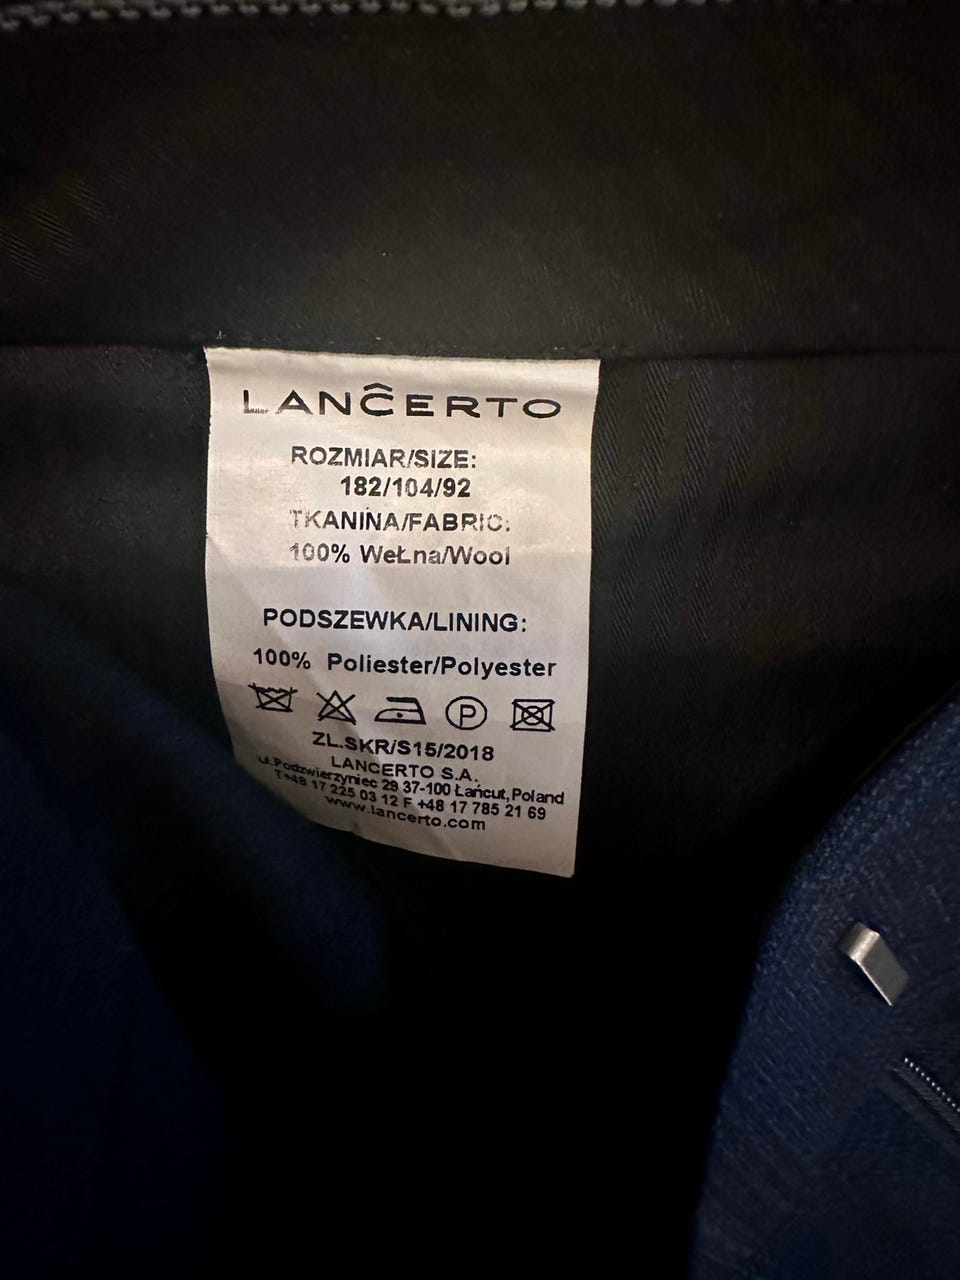 LANĈERTO
ROZMIAR/SIZE:
182/104/92
TKANINA/FABRIC:
100% WeŁna/Wool
PODSZEWKA/LINING:
100% Poliester/Polyester
P
ZL.SKR/S15/2018
LANCERTO S.A.
ul.Podzwierzyniec 29 37-100 Łańcut,Poland
T+48 17 225 03 12 F +48 17 785 21 69
www.lancerto.com